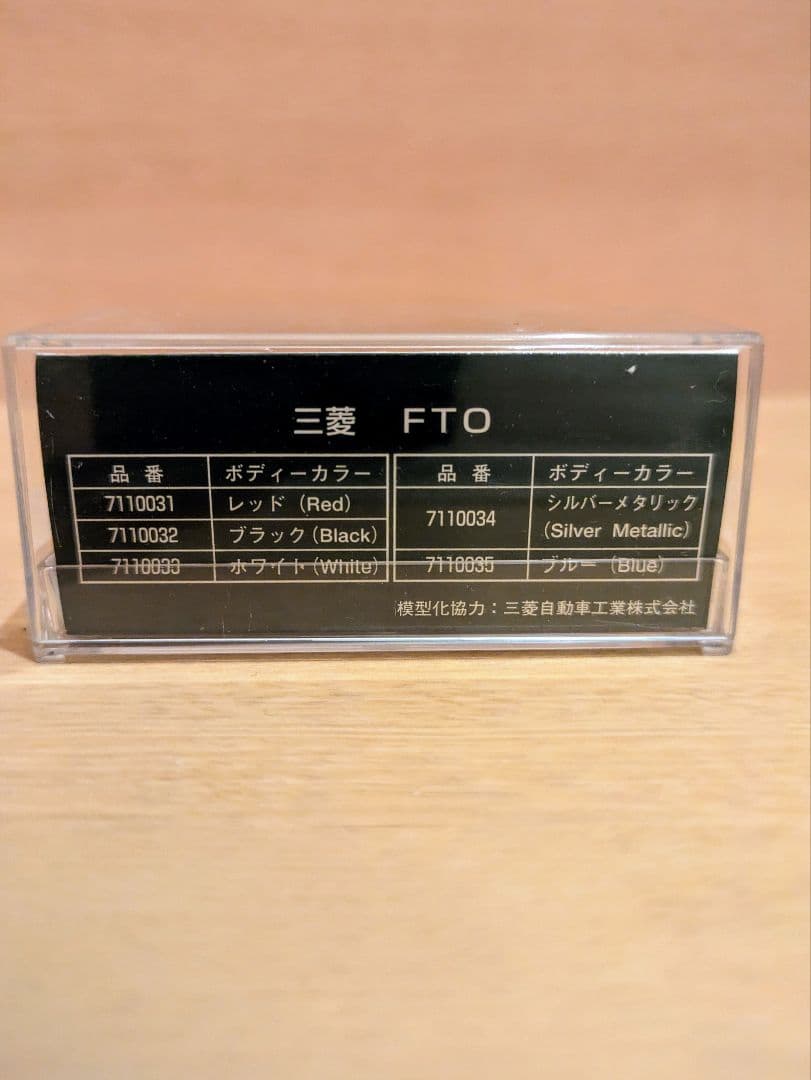 三菱 FTO
品番 ボディーカラー 品番 ボディーカラー
7110031 レッド (Red)
7110032 ブラック(Black)
7110033 ホワイト(White)
7110034 シルバーメタリック
(Silver Metallic)
7110035 ブルー (Blue)
模型化協力:三菱自動車工業株式会社